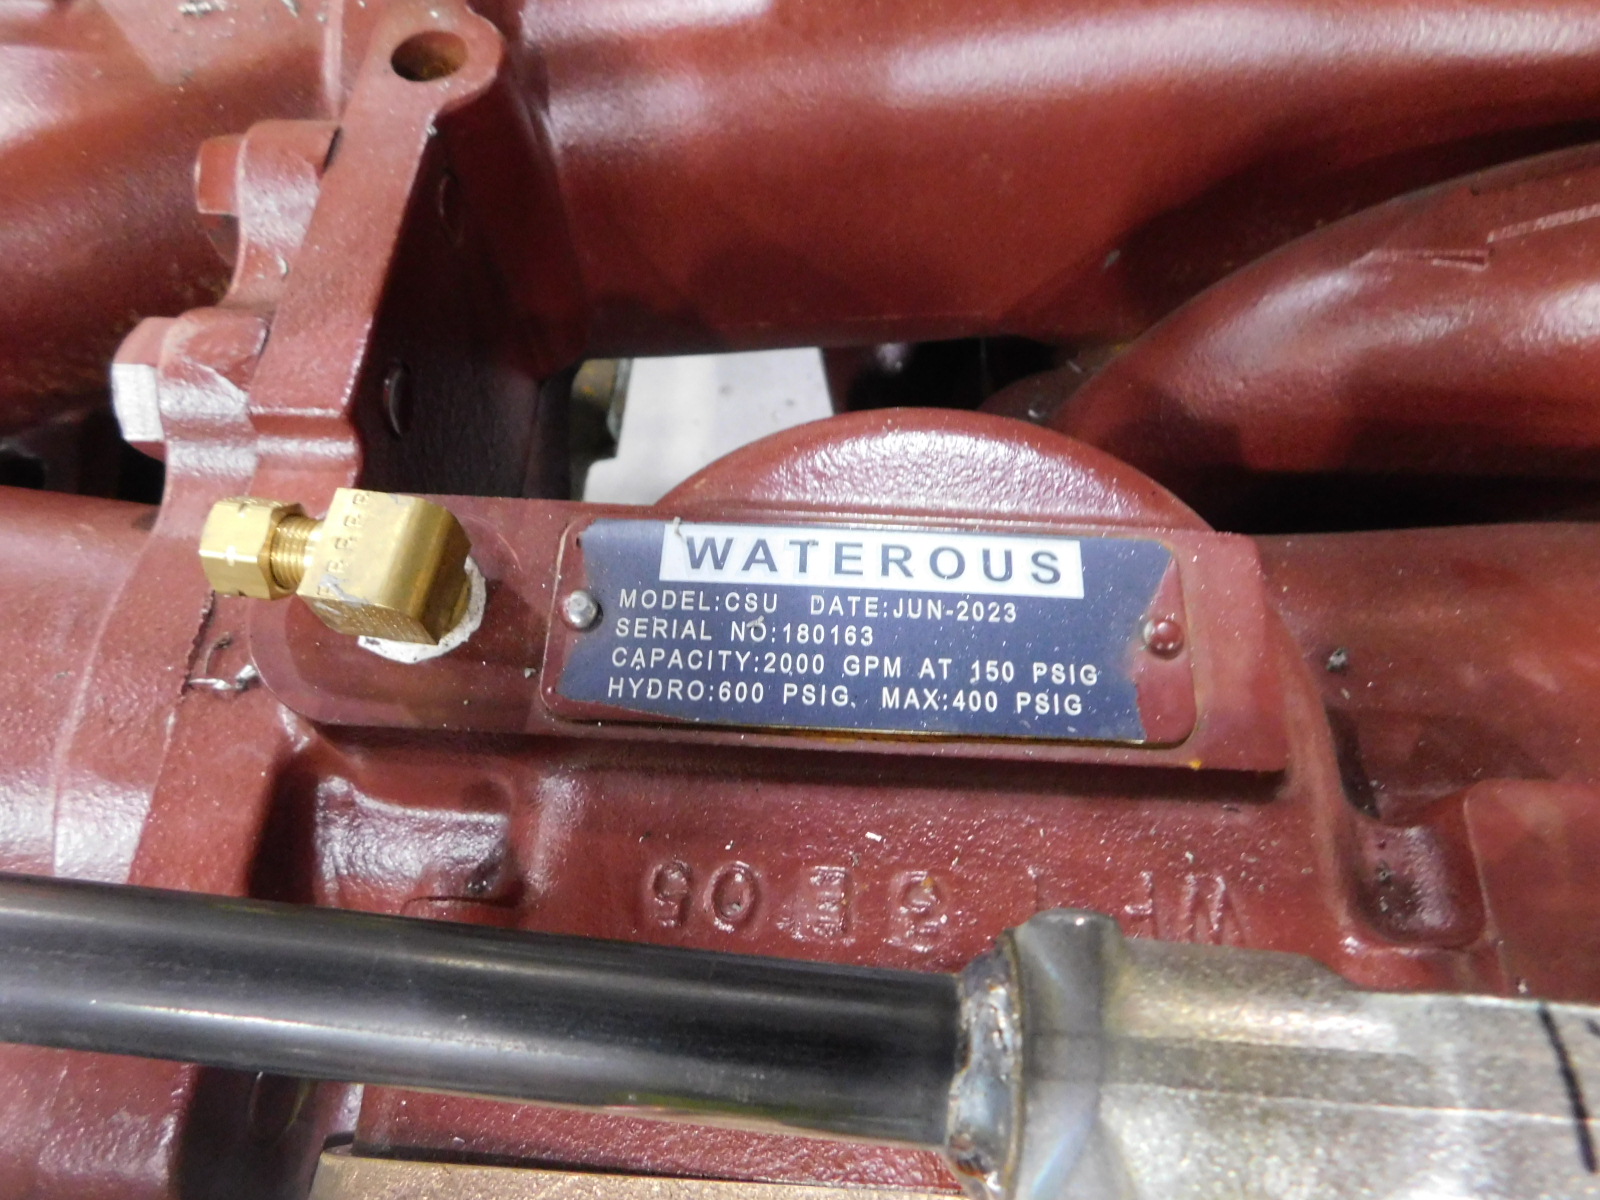 WATEROUS
MODEL:CSU DATE:JUN-2023
SERIAL NO:180163
CAPACITY:2000 GPM AT 150 PSIG
HYDRO:600 PSIG. MAX:400 PSIG